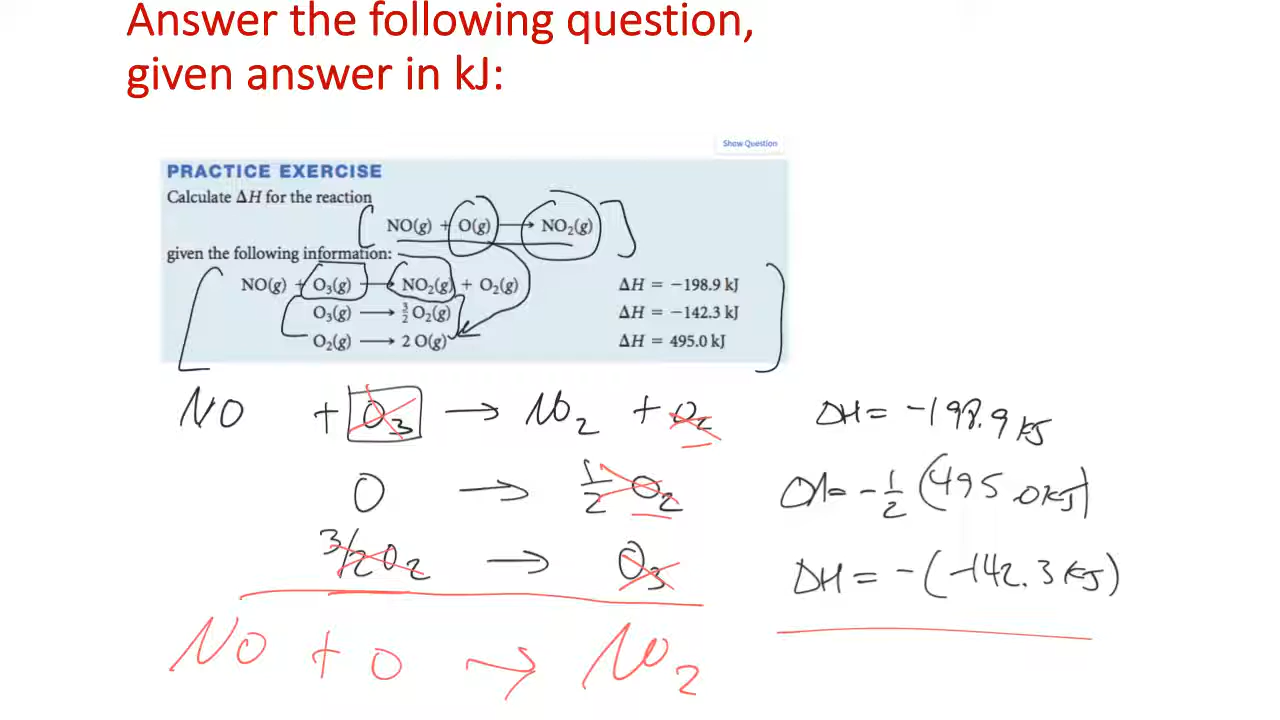 Answer the following question,
given answer in kJ:
Show Question
PRACTICE EXERCISE
Calculate ΔH for the reaction
NO(g) + O(g) ⟶ NO₂(g)
given the following information:
NO(g) + O₃(g) ⟶ NO₂(g) + O₂(g) ΔH = −198.9 kJ
O₃(g) ⟶ 3/2 O₂(g) ΔH = −142.3 kJ
O₂(g) ⟶ 2 O(g) ΔH = 495.0 kJ
NO + O₃ → NO₂ + O₂ ΔH = -198.9 kJ
O → 1/2 O₂ ΔH = -1/2 (495.0 kJ)
3/2 O₂ → O₃ ΔH = -(-142.3 kJ)
NO + O → NO₂